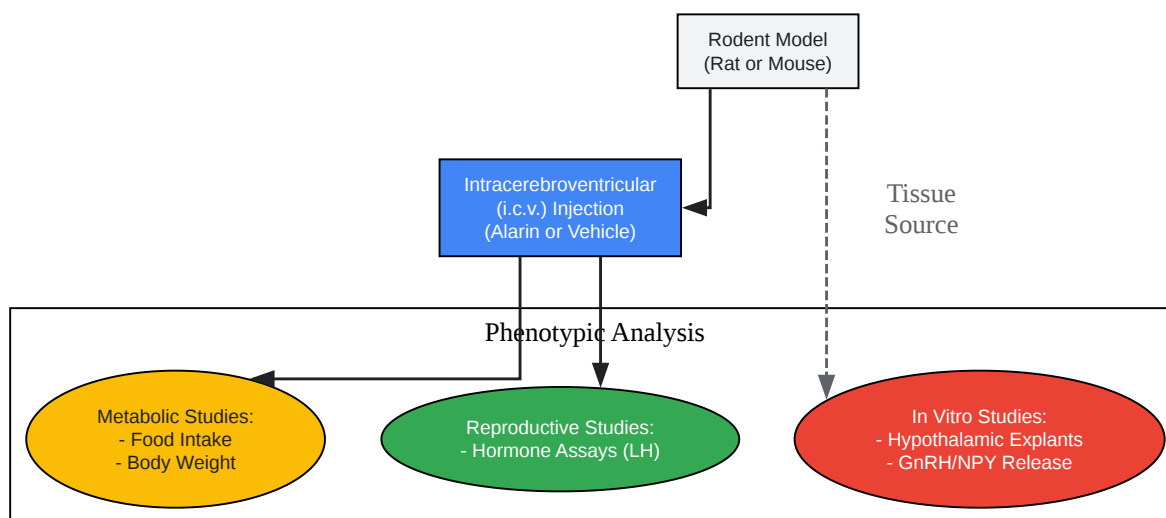 Rodent Model
(Rat or Mouse)
Intracerebroventricular
(i.c.v.) Injection
(Alarin or Vehicle)
Tissue
Source
Phenotypic Analysis
Metabolic Studies:
- Food Intake
- Body Weight
Reproductive Studies:
- Hormone Assays (LH)
In Vitro Studies:
- Hypothalamic Explants
- GnRH/NPY Release